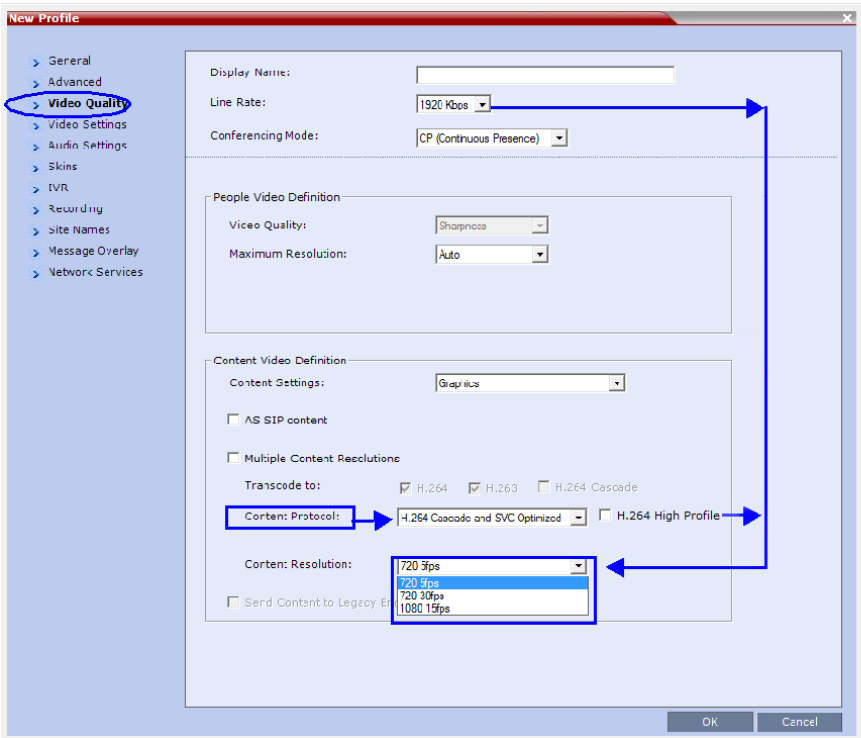 New Profile
General
Advanced
Video Quality
Video Settings
Audio Settings
Skins
IVR
Recording
Site Names
Message Overlay
Network Services
Display Name:
Line Rate:
1920 Kbps
Conferencing Mode:
CP (Continuous Presence)
People Video Definition
Video Quality:
Sharpness
Maximum Resolution:
Auto
Content Video Definition
Content Settings:
Graphics
AS SIP content
Multiple Content Resolutions
Transcode to:
H.264
H.263
H.264 Cascade
Content Protocol:
H.264 Cascade and SVC Optimized
H.264 High Profile
Content Resolution:
720 5fps
720 5fps
720 30fps
1080 15fps
Send Content to Legacy
OK
Cancel